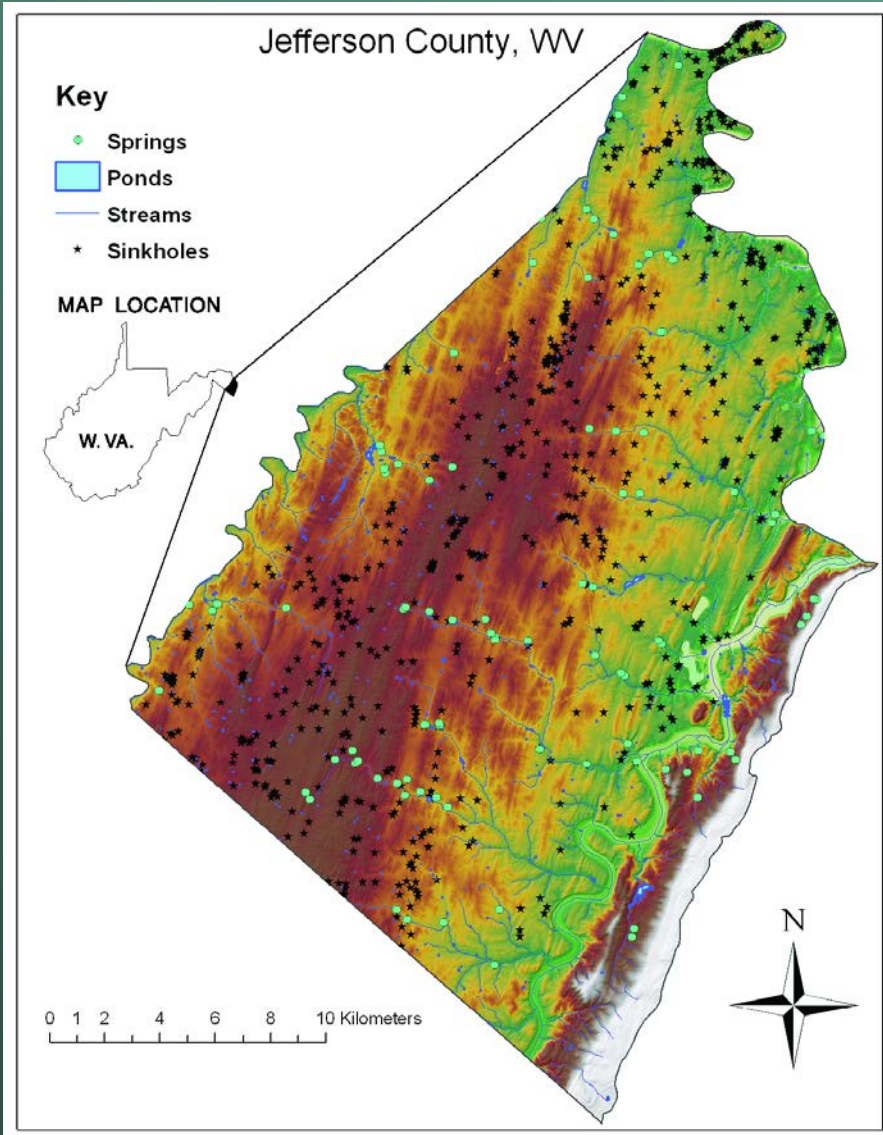 Jefferson County, WV
Key
Springs
Ponds
Streams
Sinkholes
MAP LOCATION
W. VA.
N
0 1 2 4 6 8 10 Kilometers